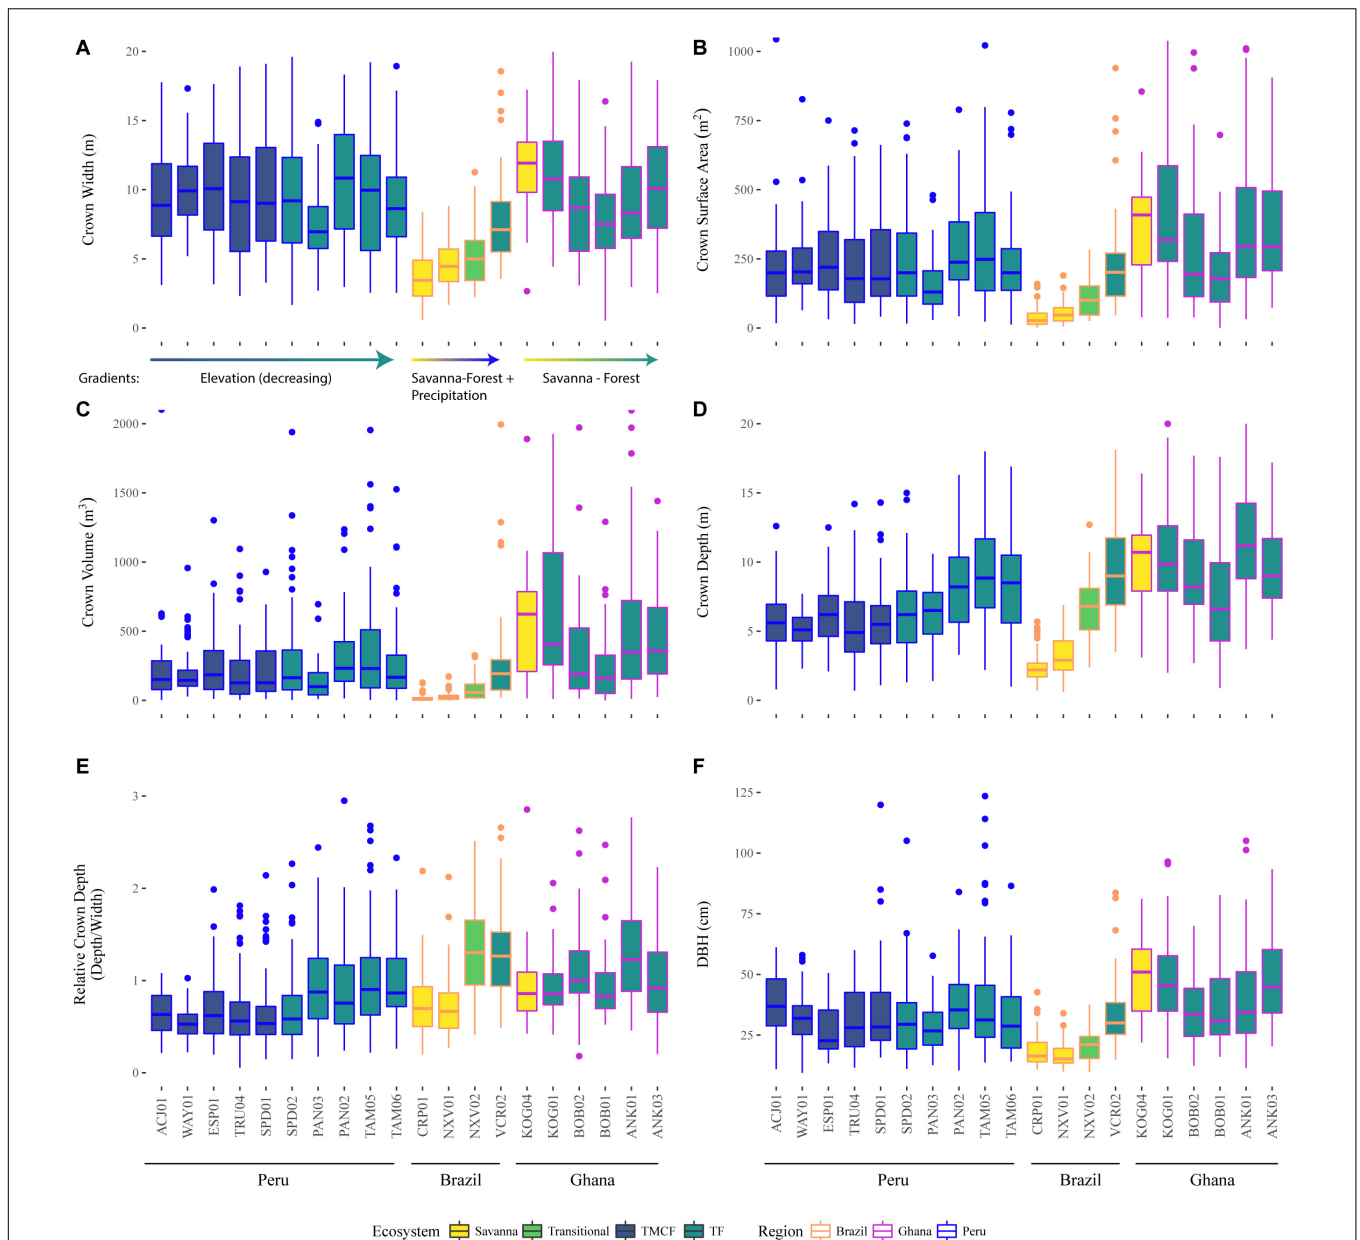 A
20
15
10
5
0
Crown Width (m)
Gradients:
Elevation (decreasing)
Savanna-Forest +
Precipitation
Savanna - Forest
B
1000
750
500
250
0
Crown Surface Area (m²)
C
2000
1500
1000
500
0
Crown Volume (m³)
D
20
15
10
5
0
Crown Depth (m)
E
3
2
1
0
Relative Crown Depth
(Depth/Width)
ACJ01
WAY01
ESP01
TRU04
SPD01
SPD02
PAN03
PAN02
TAM05
TAM06
CRP01
NXV01
NXV02
VCR02
KOG04
KOG01
BOB02
BOB01
ANK01
ANK03
Peru
Brazil
Ghana
F
125
100
75
50
25
DBH (cm)
ACJ01
WAY01
ESP01
TRU04
SPD01
SPD02
PAN03
PAN02
TAM05
TAM06
CRP01
NXV01
NXV02
VCR02
KOG04
KOG01
BOB02
BOB01
ANK01
ANK03
Peru
Brazil
Ghana
Ecosystem Savanna Transitional TMCF TF Region Brazil Ghana Peru